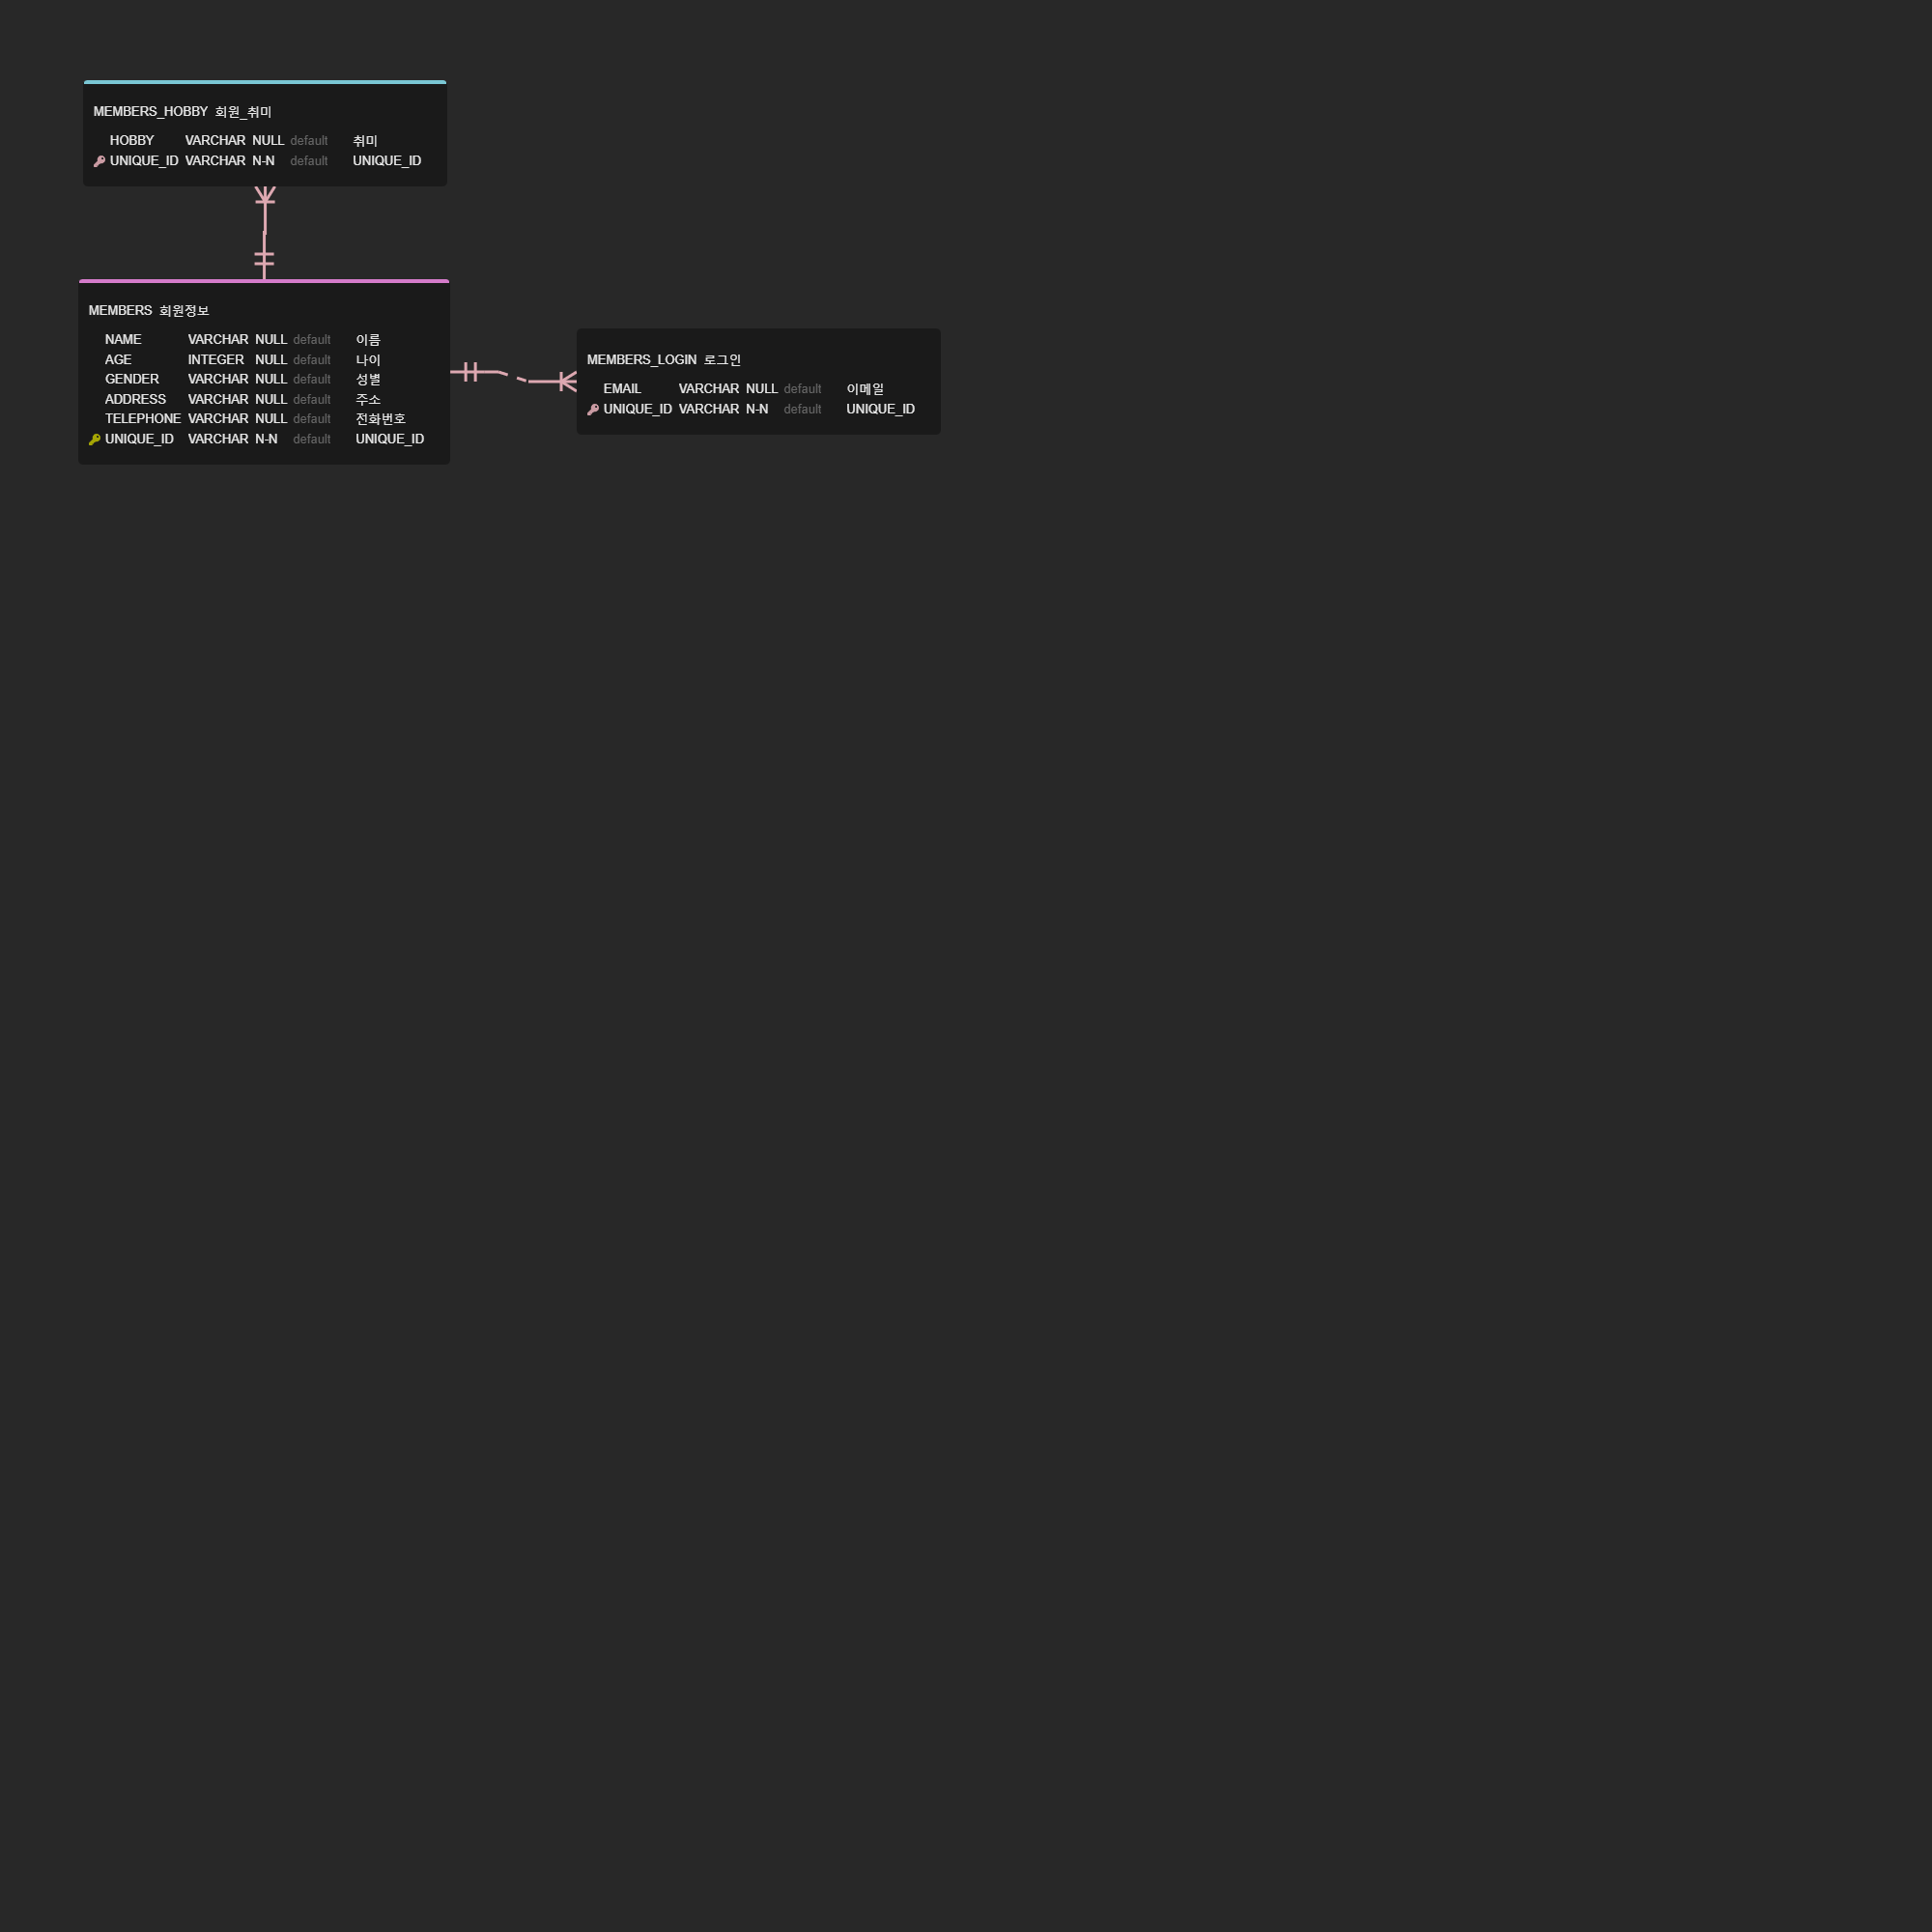 MEMBERS_HOBBY 회원_취미
HOBBY VARCHAR NULL default 취미
UNIQUE_ID VARCHAR N-N default UNIQUE_ID
MEMBERS 회원정보
NAME VARCHAR NULL default 이름
AGE INTEGER NULL default 나이
GENDER VARCHAR NULL default 성별
ADDRESS VARCHAR NULL default 주소
TELEPHONE VARCHAR NULL default 전화번호
UNIQUE_ID VARCHAR N-N default UNIQUE_ID
MEMBERS_LOGIN 로그인
EMAIL VARCHAR NULL default 이메일
UNIQUE_ID VARCHAR N-N default UNIQUE_ID